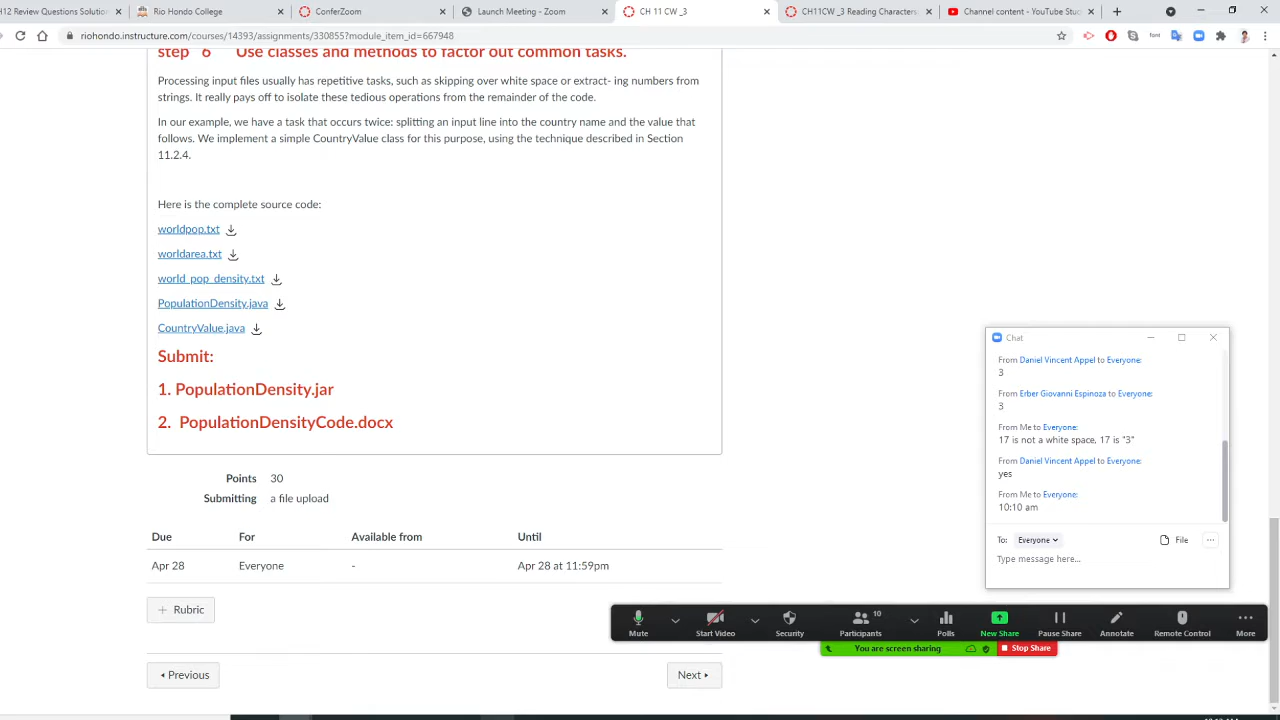 CH12 Review Questions Solution
Rio Hondo College
ConferZoom
Launch Meeting - Zoom
CH 11 CW _3
CH11CW _3 Reading Characters
Channel content - YouTube Stu
riohondo.instructure.com/courses/14393/assignments/330855?module_item_id=667948
step 6 Use classes and methods to factor out common tasks.
Processing input files usually has repetitive tasks, such as skipping over white space or extract- ing numbers from
strings. It really pays off to isolate these tedious operations from the remainder of the code.
In our example, we have a task that occurs twice: splitting an input line into the country name and the value that
follows. We implement a simple CountryValue class for this purpose, using the technique described in Section
11.2.4.
Here is the complete source code:
worldpop.txt
worldarea.txt
world_pop_density.txt
PopulationDensity.java
CountryValue.java
Submit:
1. PopulationDensity.jar
2. PopulationDensityCode.docx
Points 30
Submitting a file upload
Due For Available from Until
Apr 28 Everyone - Apr 28 at 11:59pm
+ Rubric
Previous
Next
Chat
From Daniel Vincent Appel to Everyone:
3
From Erber Giovanni Espinoza to Everyone:
3
From Me to Everyone:
17 is not a white space, 17 is "3"
From Daniel Vincent Appel to Everyone:
yes
From Me to Everyone:
10:10 am
To: Everyone
File
Type message here...
Mute
Start Video
Security
Participants 10
Polls
New Share
Pause Share
Annotate
Remote Control
More
You are screen sharing
Stop Share